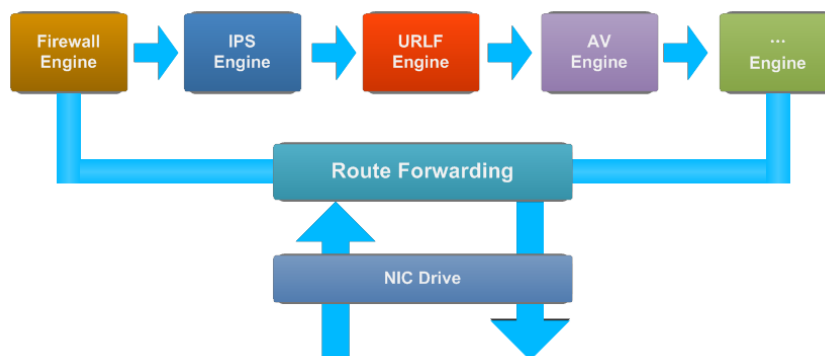 Firewall
Engine
IPS
Engine
URLF
Engine
AV
Engine
...
Engine
Route Forwarding
NIC Drive